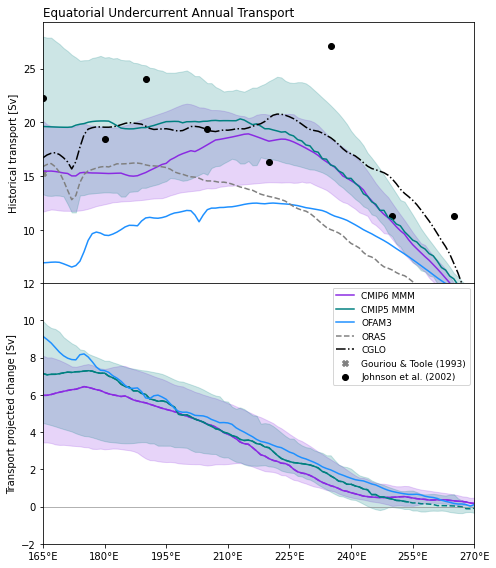 Equatorial Undercurrent Annual Transport
Historical transport [Sv]
25
20
15
10
Transport projected change [Sv]
12
10
8
6
4
2
0
−2
CMIP6 MMM
CMIP5 MMM
OFAM3
ORAS
CGLO
Gouriou & Toole (1993)
Johnson et al. (2002)
165°E 180°E 195°E 210°E 225°E 240°E 255°E 270°E